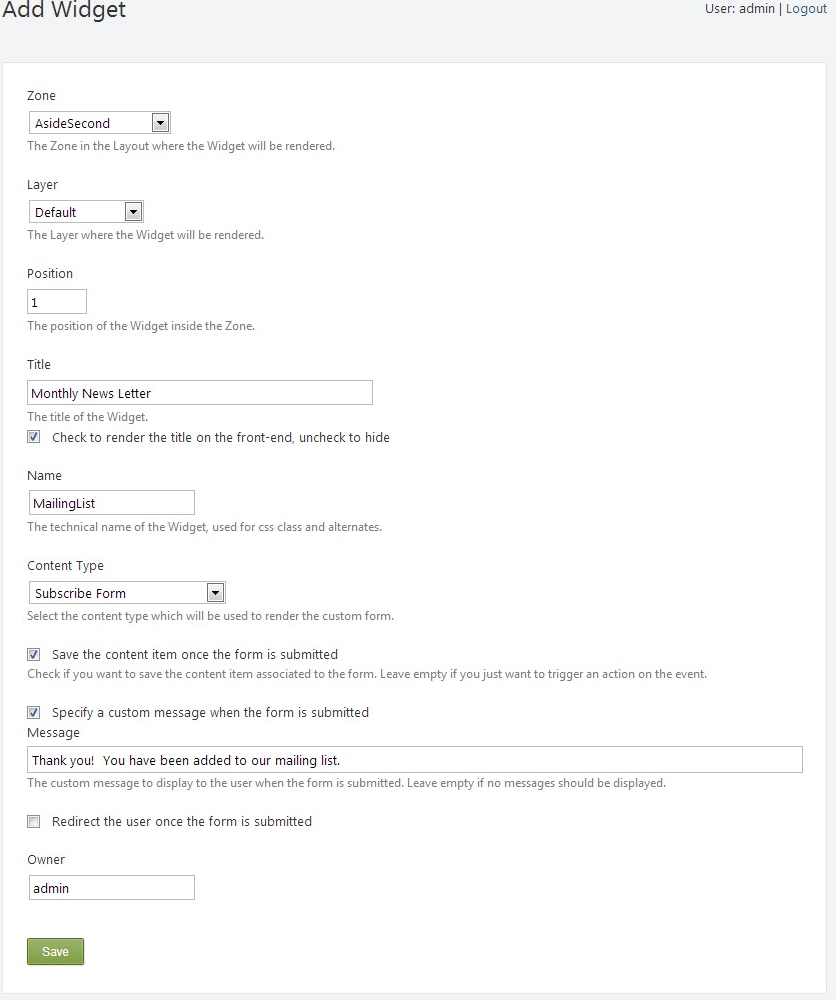 Add Widget
User: admin | Logout
Zone
AsideSecond
The Zone in the Layout where the Widget will be rendered.
Layer
Default
The Layer where the Widget will be rendered.
Position
1
The position of the Widget inside the Zone.
Title
Monthly News Letter
The title of the Widget.
Check to render the title on the front-end, uncheck to hide
Name
MailingList
The technical name of the Widget, used for css class and alternates.
Content Type
Subscribe Form
Select the content type which will be used to render the custom form.
Save the content item once the form is submitted
Check if you want to save the content item associated to the form. Leave empty if you just want to trigger an action on the event.
Specify a custom message when the form is submitted
Message
Thank you!  You have been added to our mailing list.
The custom message to display to the user when the form is submitted. Leave empty if no messages should be displayed.
Redirect the user once the form is submitted
Owner
admin
Save